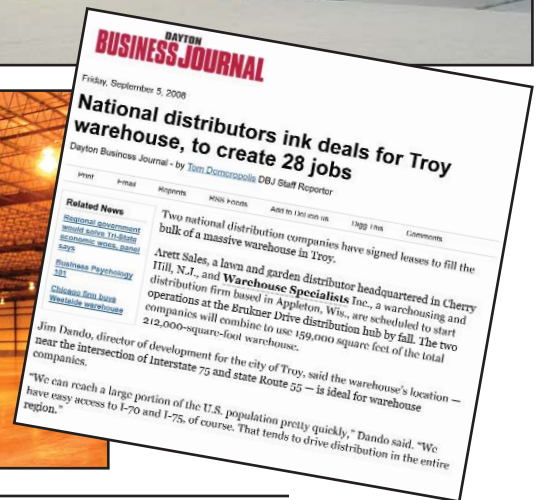 DAYTON
BUSINESS JOURNAL
Friday, September 5, 2008
National distributors ink deals for Troy
warehouse, to create 28 jobs
Dayton Business Journal - by Tom Demeropolis DBJ Staff Reporter
Print Email Reprints RSS Feeds Add to Del.icio.us Digg This Comments
Related News
Regional government
would solve Tri-State
economic woes, panel
says
Business Psychology
101
Chicago firm buys
Westside warehouse
Two national distribution companies have signed leases to fill the
bulk of a massive warehouse in Troy.
Arett Sales, a lawn and garden distributor headquartered in Cherry
Hill, N.J., and Warehouse Specialists Inc., a warehousing and
distribution firm based in Appleton, Wis., are scheduled to start
operations at the Brukner Drive distribution hub by fall. The two
companies will combine to use 159,000 square feet of the total
212,000-square-foot warehouse.
Jim Dando, director of development for the city of Troy, said the warehouse's location —
near the intersection of Interstate 75 and state Route 55 — is ideal for warehouse
companies.
"We can reach a large portion of the U.S. population pretty quickly," Dando said. "We
have easy access to I-70 and I-75, of course. That tends to drive distribution in the entire
region."